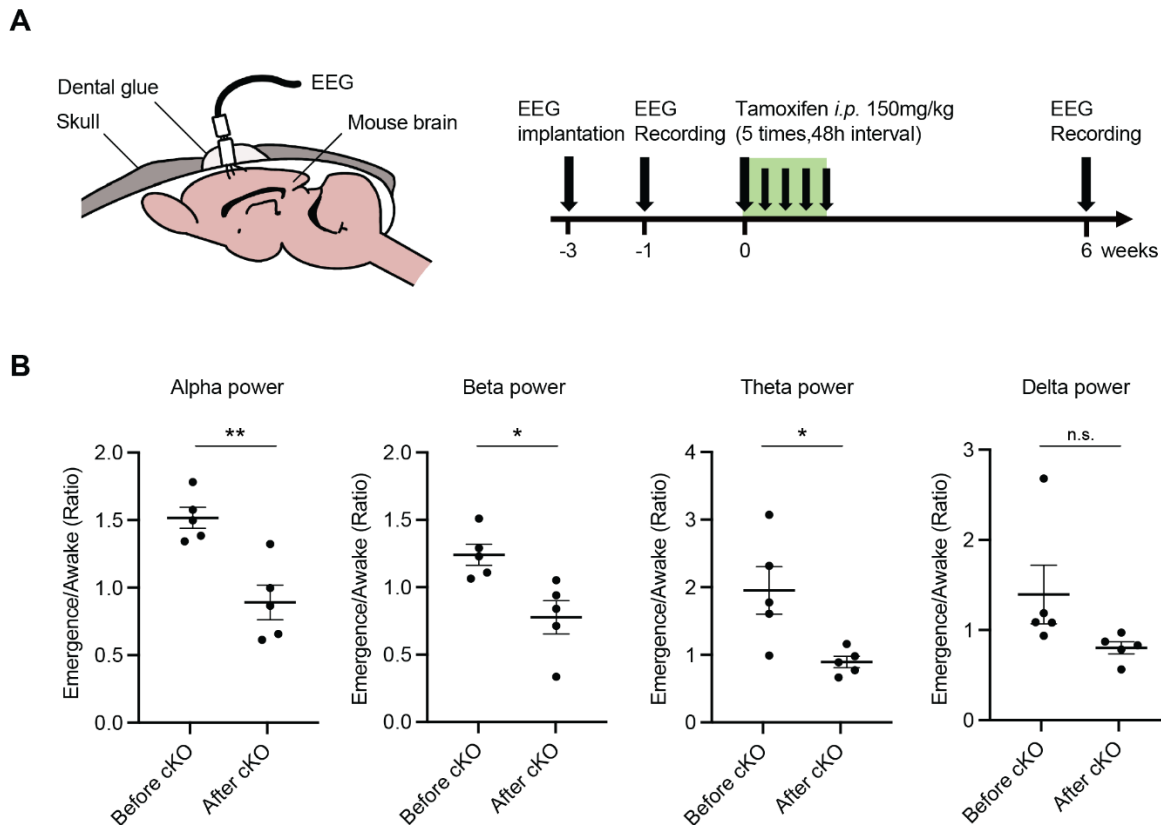 A
Dental glue
EEG
Skull
Mouse brain
EEG
implantation
EEG
Recording
Tamoxifen i.p. 150mg/kg
(5 times,48h interval)
EEG
Recording
-3
-1
0
6
weeks
B
Alpha power
**
Emergence/Awake (Ratio)
2.0
1.5
1.0
0.5
0.0
Before cKO
After cKO
Beta power
*
Emergence/Awake (Ratio)
2.0
1.5
1.0
0.5
0.0
Before cKO
After cKO
Theta power
*
Emergence/Awake (Ratio)
4
3
2
1
0
Before cKO
After cKO
Delta power
n.s.
Emergence/Awake (Ratio)
3
2
1
0
Before cKO
After cKO